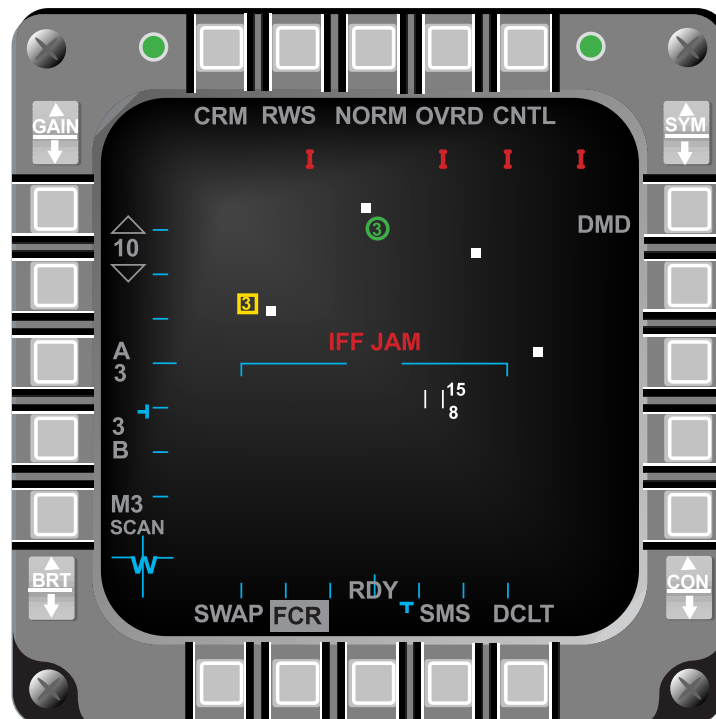 CRM RWS NORM OVRD CNTL
GAIN
SYM
DMD
10
3
3
IFF JAM
A
3
15
8
3
B
M3
SCAN
W
BRT
CON
RDY
SWAP FCR SMS DCLT